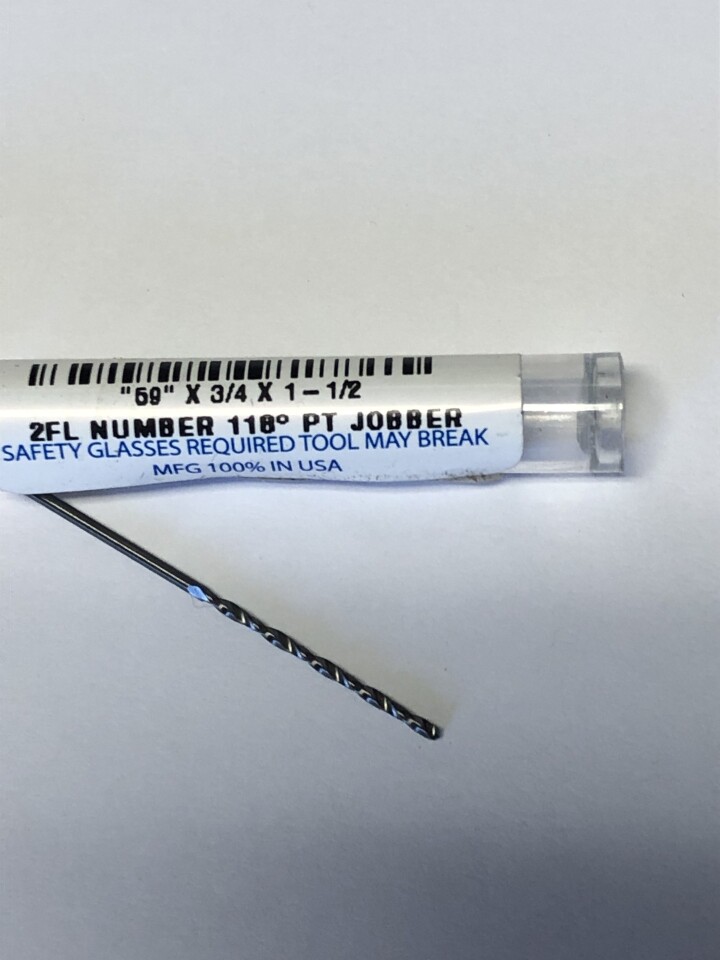 "59" X 3/4 X 1-1/2
2FL NUMBER 118° PT JOBBER
SAFETY GLASSES REQUIRED TOOL MAY BREAK
MFG 100% IN USA